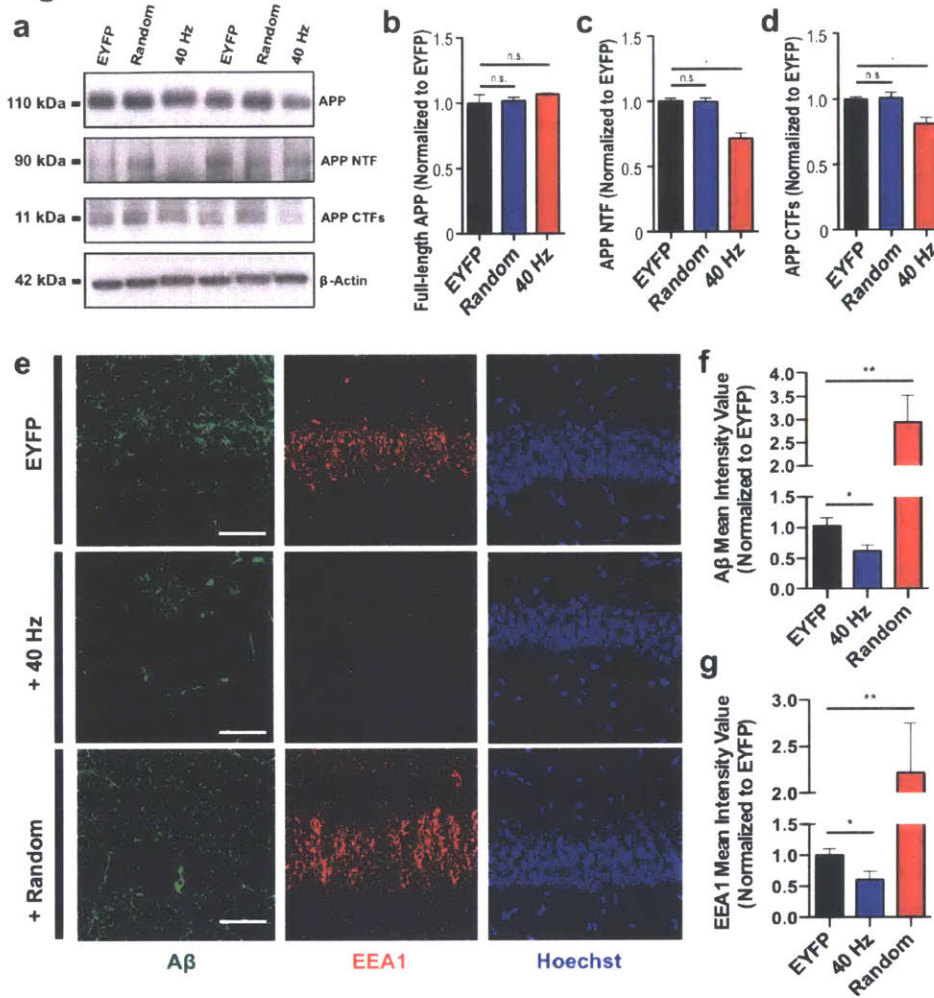 a
EYFP
Random
40 Hz
EYFP
Random
40 Hz
110 kDa
APP
90 kDa
APP NTF
11 kDa
APP CTFs
42 kDa
β-Actin
b
Full-length APP (Normalized to EYFP)
1.5
1.0
0.5
0
n.s.
n.s.
EYFP
Random
40 Hz
c
APP NTF (Normalized to EYFP)
1.5
1.0
0.5
0
*
n.s.
EYFP
Random
40 Hz
d
APP CTFs (Normalized to EYFP)
1.5
1.0
0.5
0
*
n.s
EYFP
Random
40 Hz
e
EYFP
+ 40 Hz
+Random
Aβ
EEA1
Hoechst
f
Aβ Mean Intensity Value
(Normalized to EYFP)
4.0
3.5
3.0
2.5
2.0
1.5
1.0
0.5
0.0
**
*
EYFP
40 Hz
Random
g
EEA1 Mean Intensity Value
(Normalized to EYFP)
3.0
2.5
2.0
1.5
1.0
0.5
0.0
**
*
EYFP
40 Hz
Random